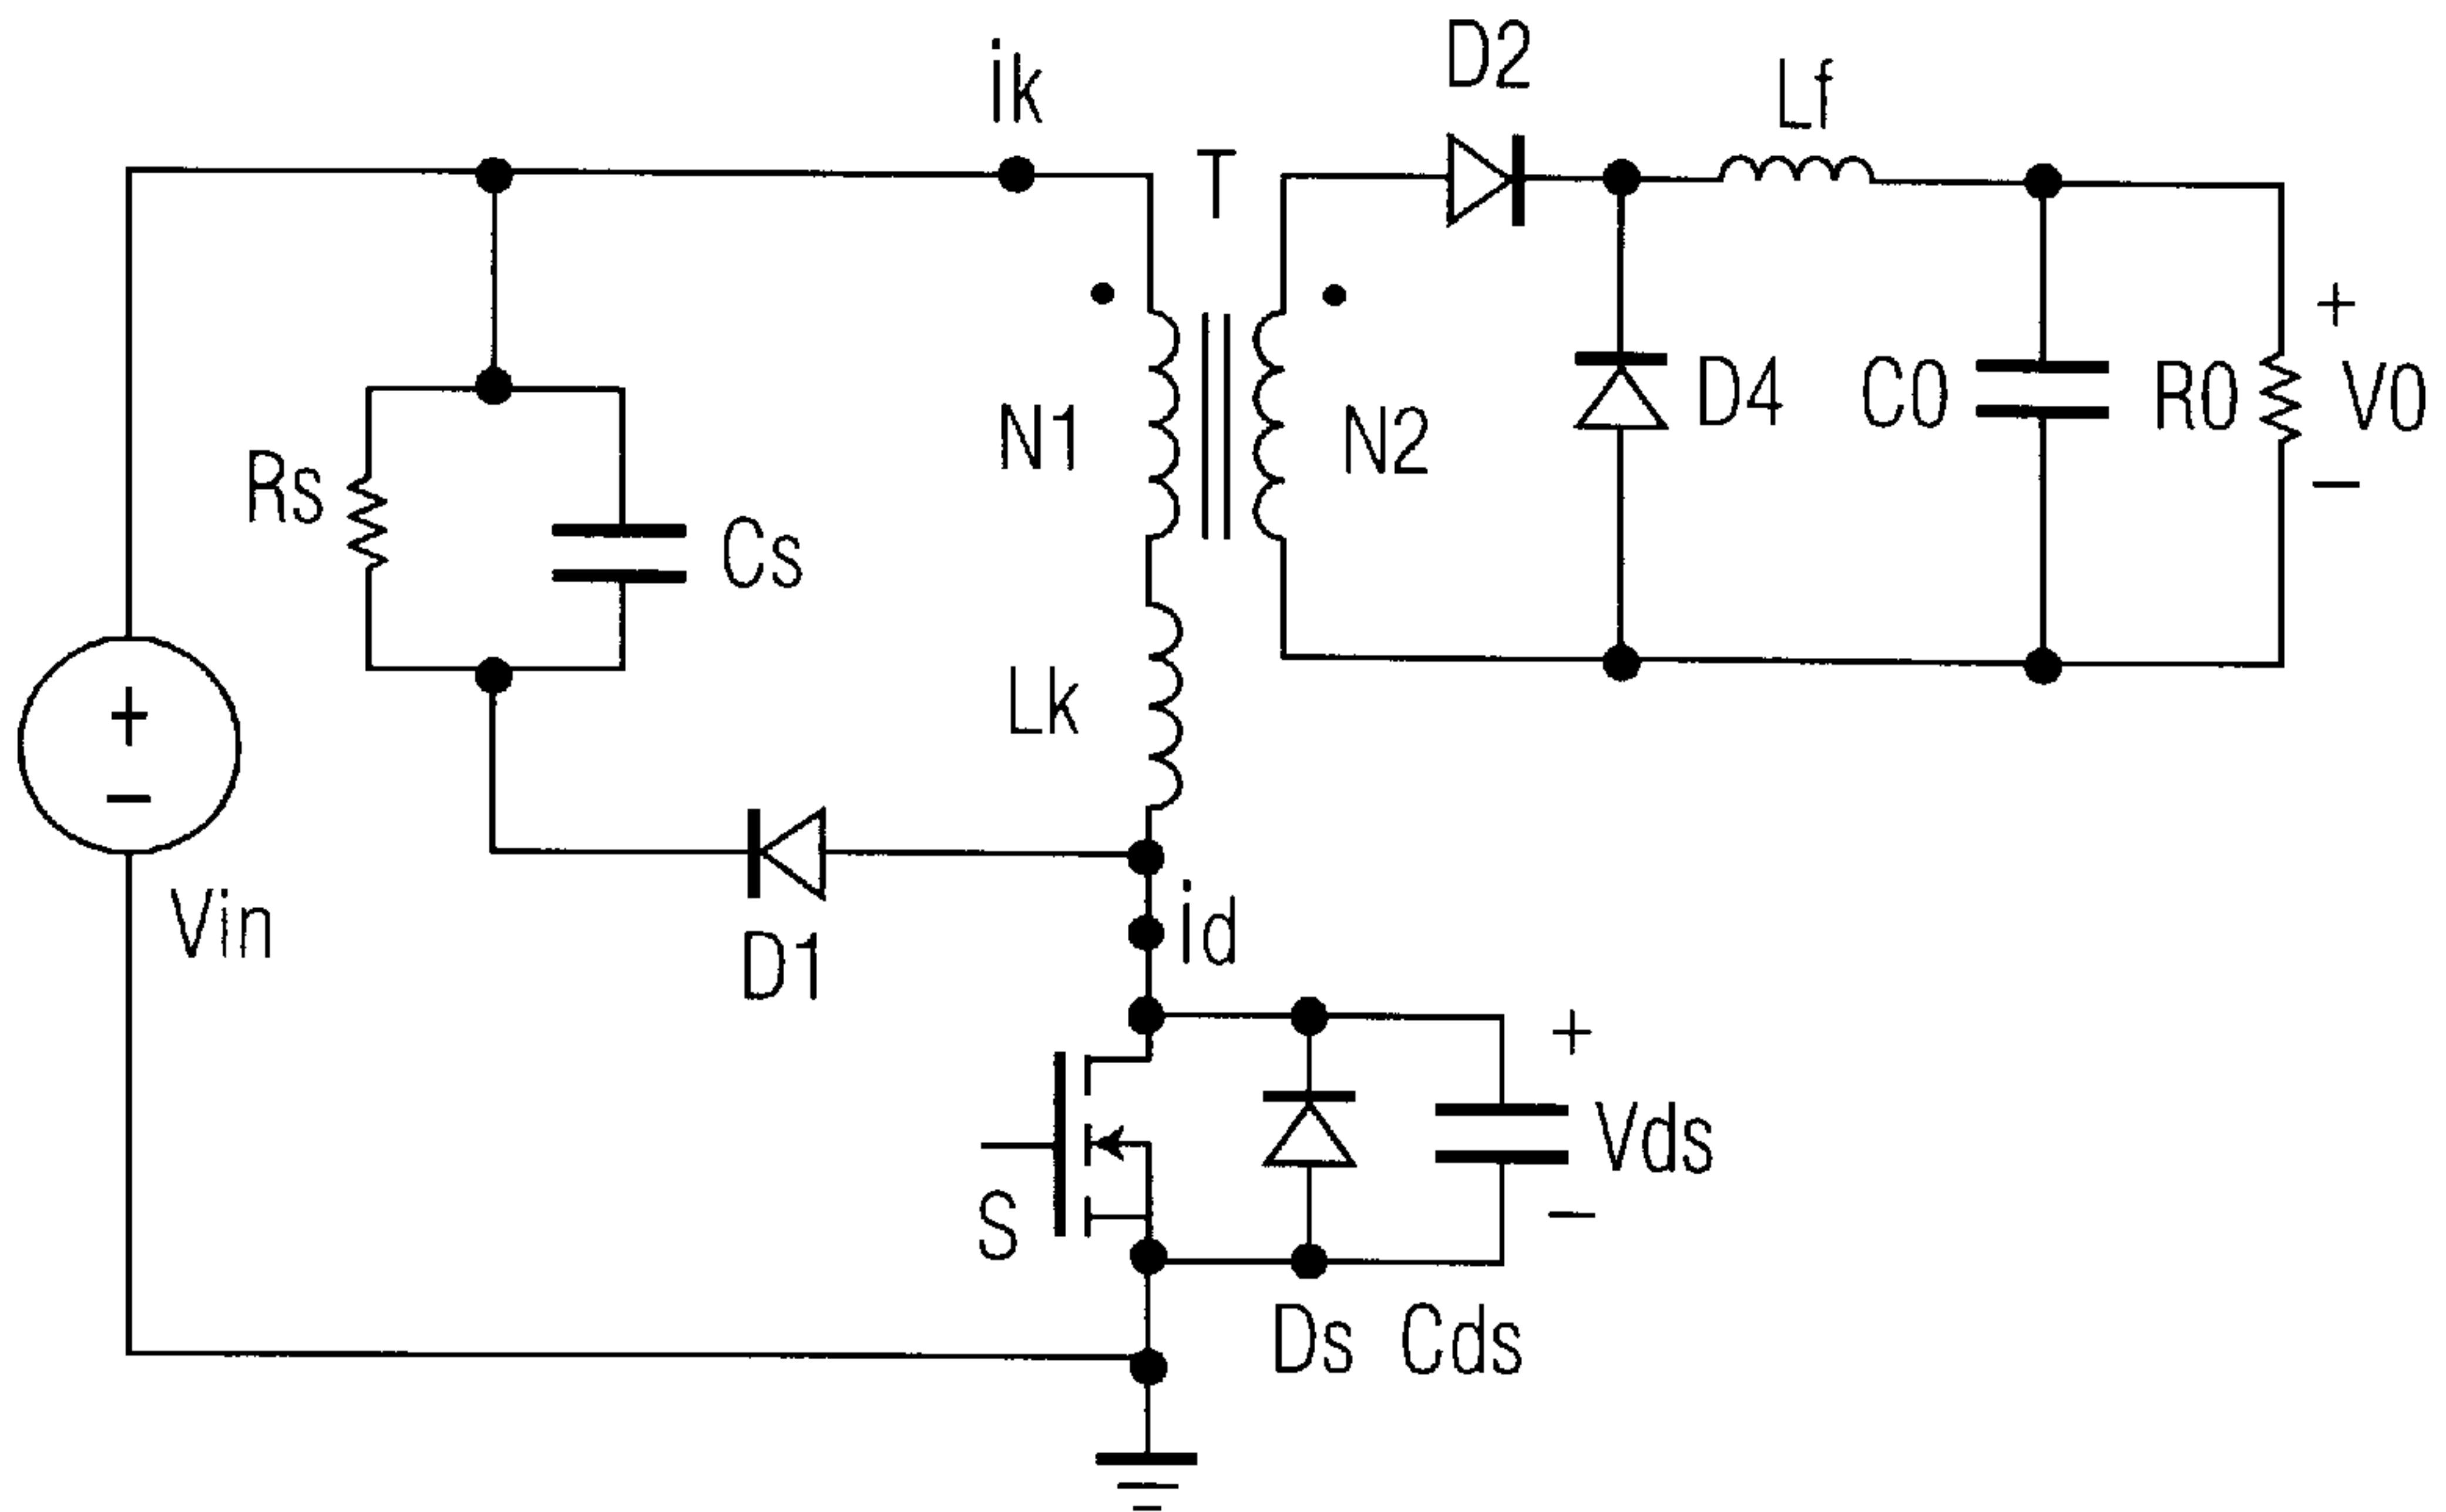 D2
ik
Lf
T
+
N1
N2
D4
C0
R0
V0
−
Rs
Cs
Lk
+
−
Vin
D1
id
+
Vds
−
S
Ds
Cds